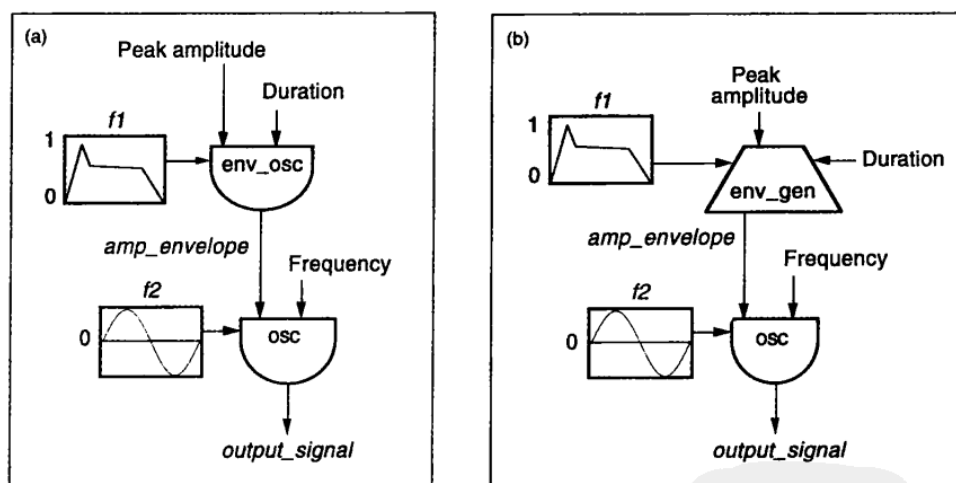 (a)
Peak amplitude
Duration
f1
1
0
env_osc
amp_envelope
Frequency
f2
0
osc
output_signal
(b)
Peak
amplitude
f1
1
0
Duration
env_gen
amp_envelope
Frequency
f2
0
osc
output_signal